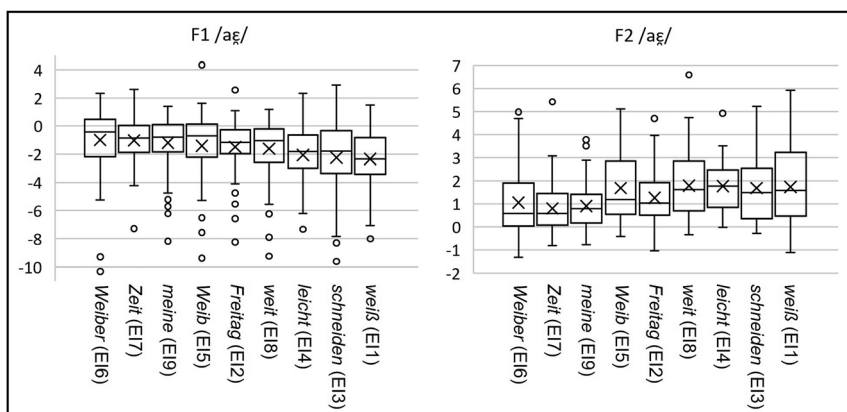 F1 /aɛ̯/
4
2
0
-2
-4
-6
-8
-10
Weiber (EI6)
Zeit (EI7)
meine (EI9)
Weib (EI5)
Freitag (EI2)
weit (EI8)
leicht (EI4)
schneiden (EI3)
weiß (EI1)
F2 /aɛ̯/
7
6
5
4
3
2
1
0
-1
-2
Weiber (EI6)
Zeit (EI7)
meine (EI9)
Weib (EI5)
Freitag (EI2)
weit (EI8)
leicht (EI4)
schneiden (EI3)
weiß (EI1)